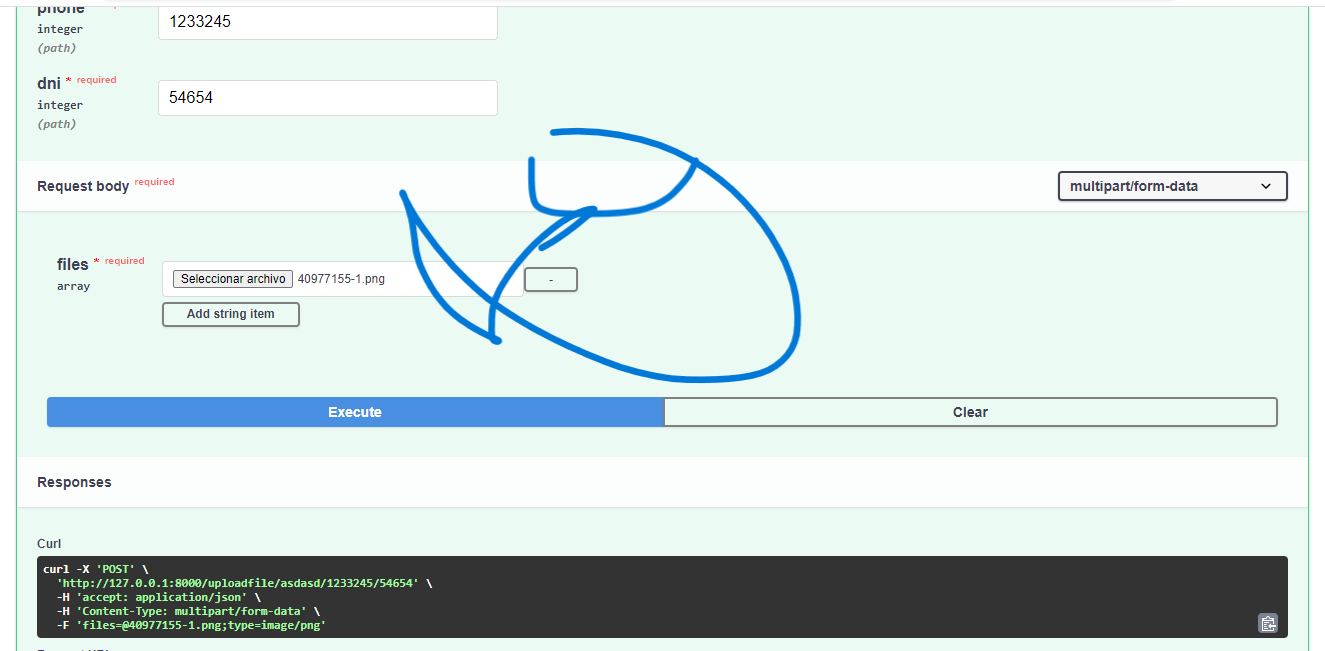 phone
integer
(path)
1233245
dni * required
integer
(path)
54654
Request body required
multipart/form-data
files * required
array
Seleccionar archivo 40977155-1.png
-
Add string item
Execute
Clear
Responses
Curl
curl -X 'POST' \
'http://127.0.0.1:8000/uploadfile/asdasd/1233245/54654' \
-H 'accept: application/json' \
-H 'Content-Type: multipart/form-data' \
-F 'files=@40977155-1.png;type=image/png'